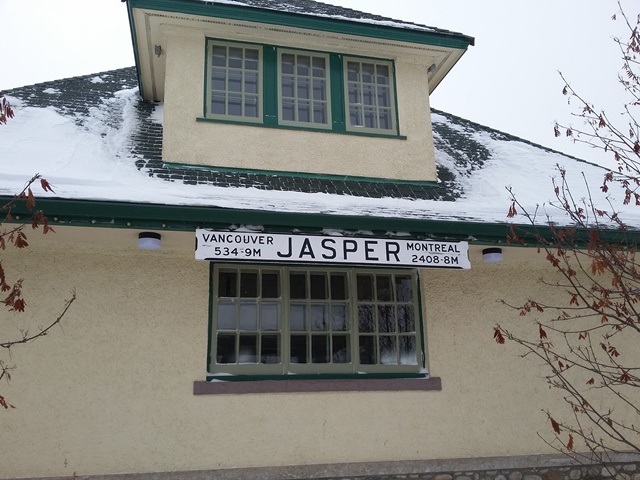 VANCOUVER
534-9M
JASPER
MONTREAL
2408-8M